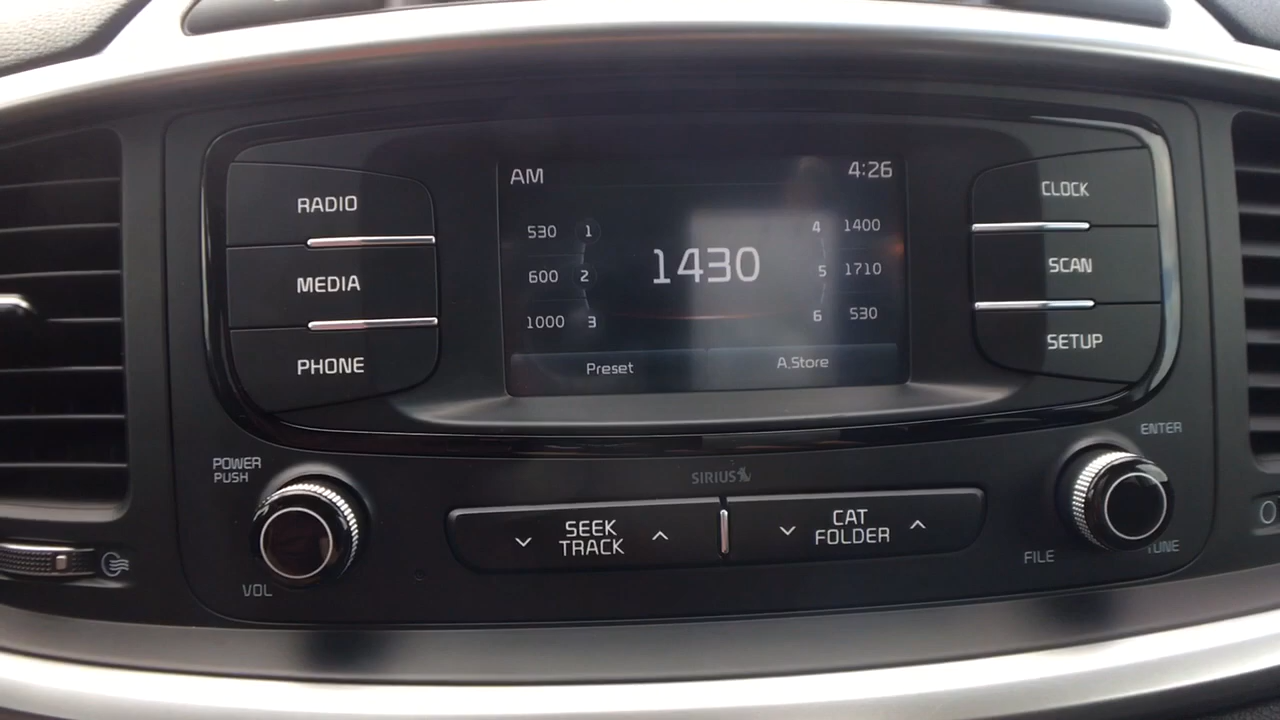 RADIO
MEDIA
PHONE
AM
4:26
530 1
600 2
1000 3
1430
4 1400
5 1710
6 530
Preset
A.Store
CLOCK
SCAN
SETUP
POWER
PUSH
VOL
SIRIUS
SEEK
TRACK
CAT
FOLDER
ENTER
FILE
TUNE